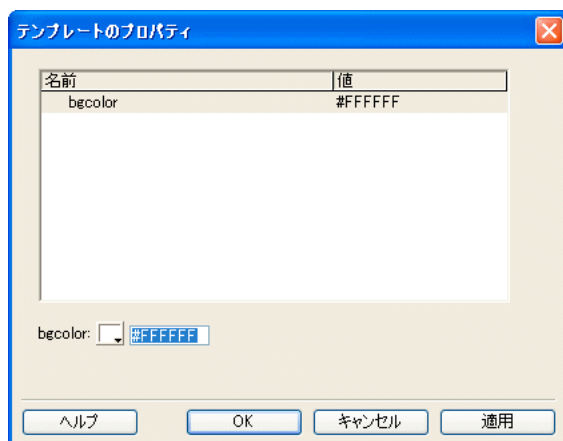 テンプレートのプロパティ
名前 値
bgcolor #FFFFFF
bgcolor: #FFFFFF
ヘルプ OK キャンセル 適用